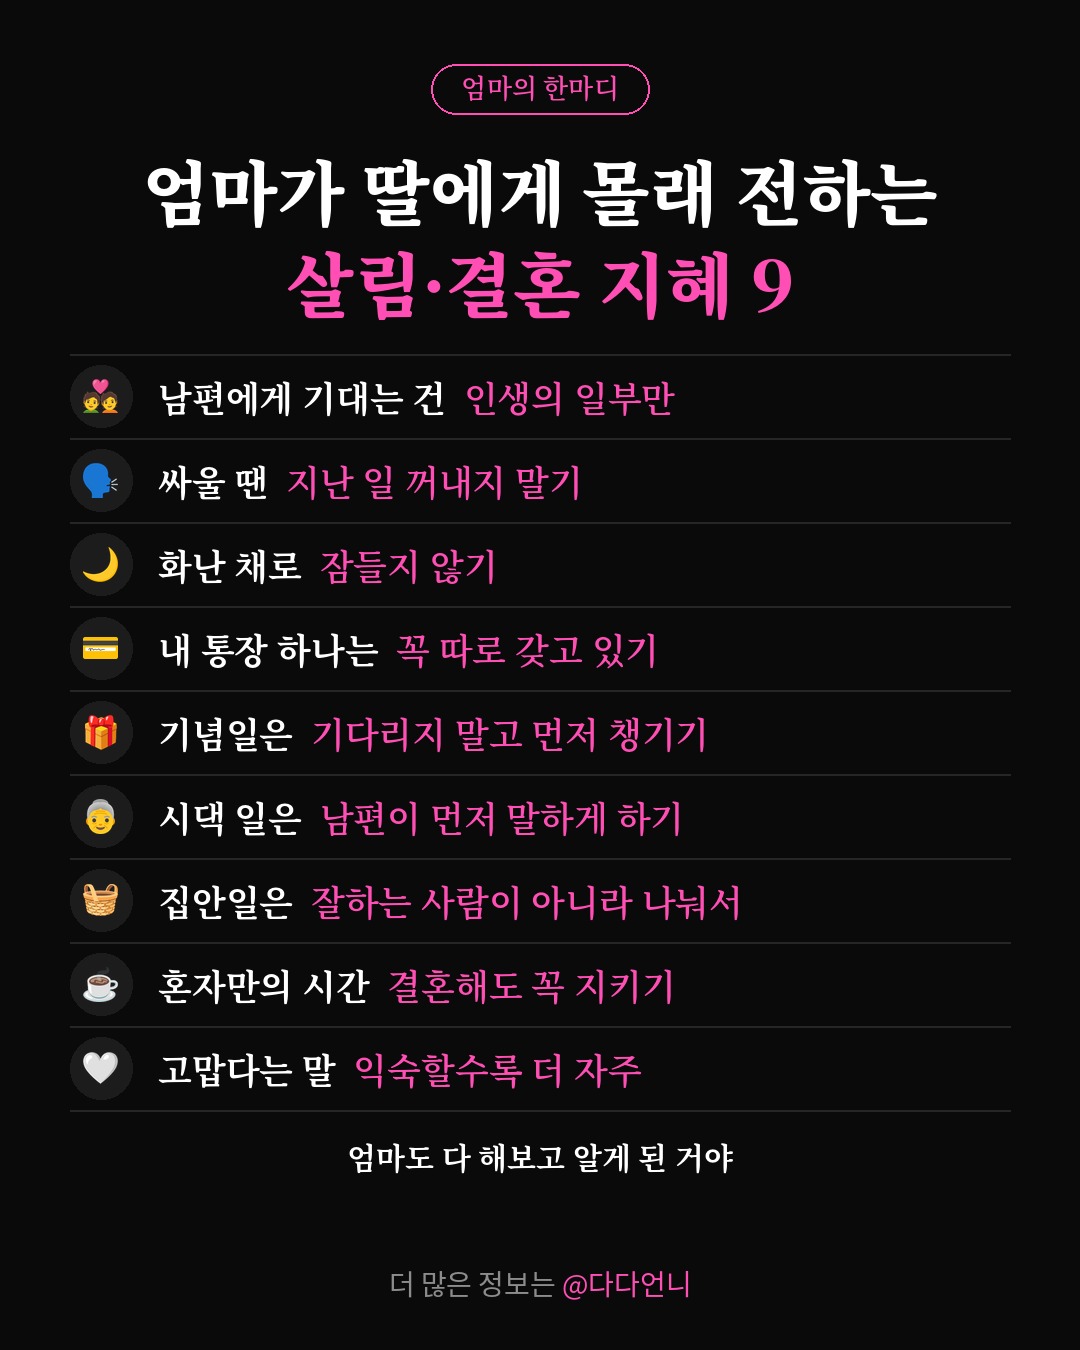 엄마의 한마디
엄마가 딸에게 몰래 전하는
살림·결혼 지혜 9
남편에게 기대는 건 인생의 일부만
싸울 땐 지난 일 꺼내지 말기
화난 채로 잠들지 않기
내 통장 하나는 꼭 따로 갖고 있기
기념일은 기다리지 말고 먼저 챙기기
시댁 일은 남편이 먼저 말하게 하기
집안일은 잘하는 사람이 아니라 나눠서
혼자만의 시간 결혼해도 꼭 지키기
고맙다는 말 익숙할수록 더 자주
엄마도 다 해보고 알게 된 거야
더 많은 정보는 @다다언니